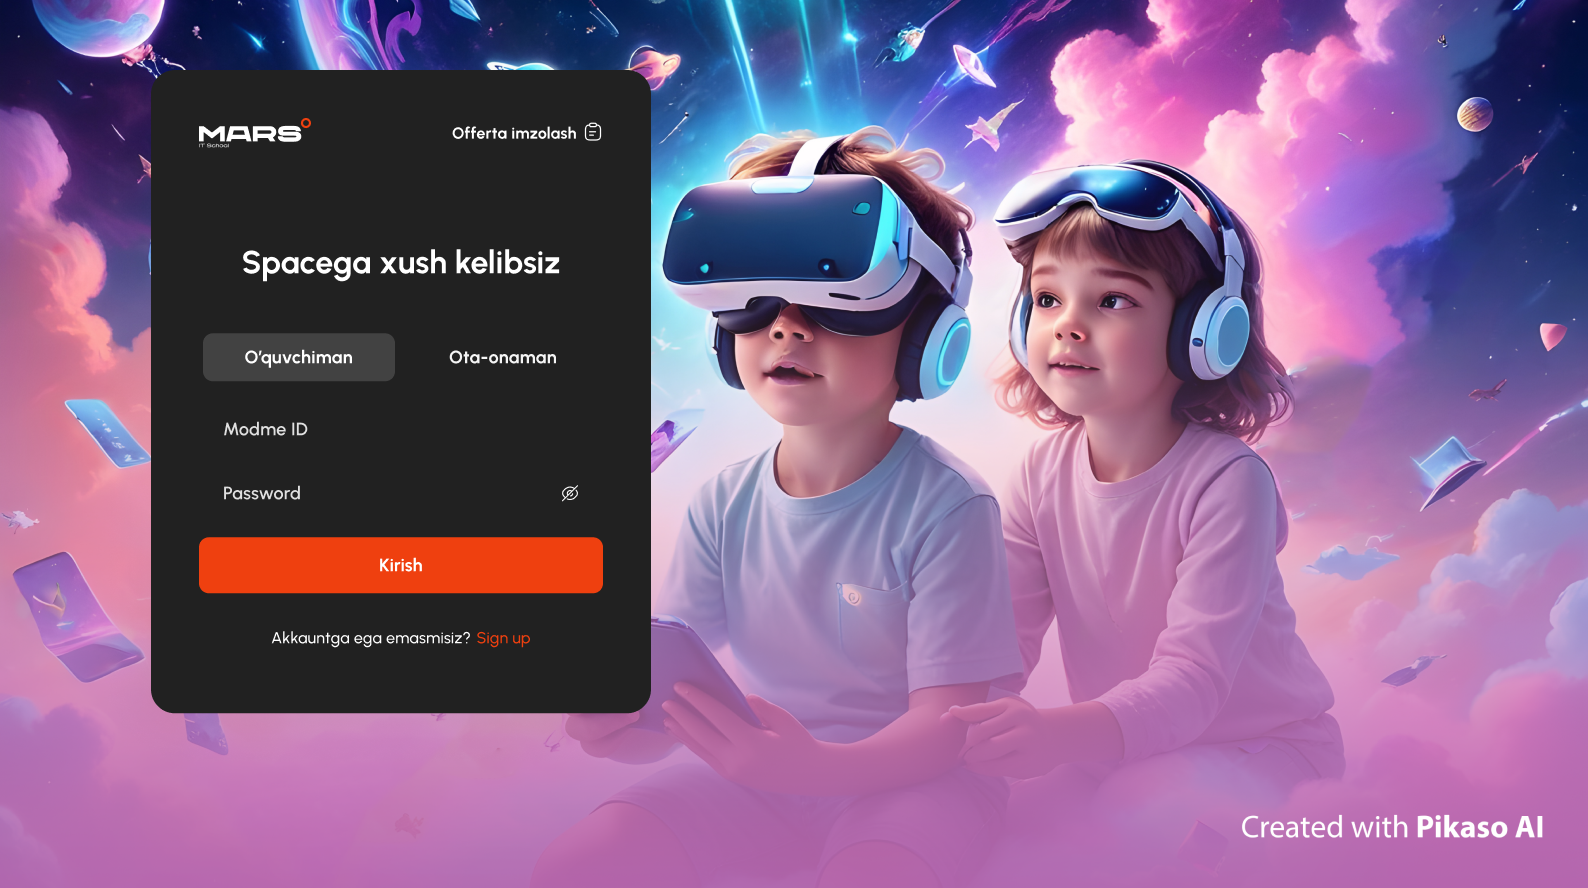 MARS
IT School
Offerta imzolash
Spacega xush kelibsiz
O'quvchiman
Ota-onaman
Modme ID
Password
Kirish
Akkauntga ega emasmisiz? Sign up
Created with Pikaso AI